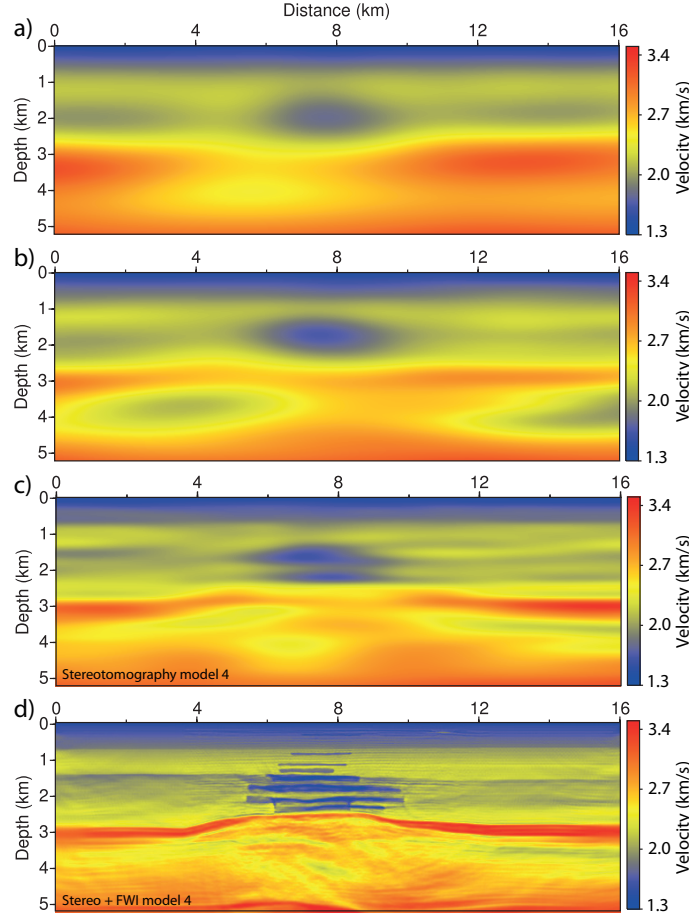 Distance (km)
a)
0 4 8 12 16
0
1
2
3
4
5
Depth (km)
3.4
2.7
2.0
1.3
Velocity (km/s)
b)
0 4 8 12 16
0
1
2
3
4
5
Depth (km)
3.4
2.7
2.0
1.3
Velocity (km/s)
c)
0 4 8 12 16
0
1
2
3
4
5
Depth (km)
Stereotomography model 4
3.4
2.7
2.0
1.3
Velocity (km/s)
d)
0 4 8 12 16
0
1
2
3
4
5
Depth (km)
Stereo + FWI model 4
3.4
2.7
2.0
1.3
Velocity (km/s)